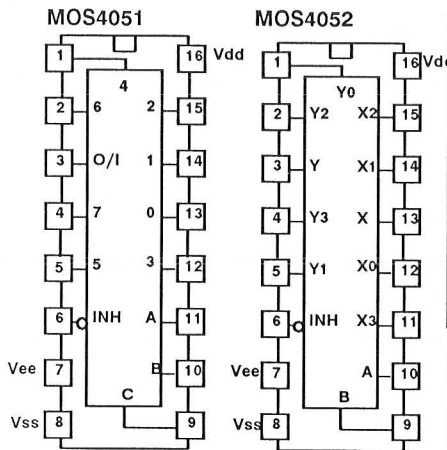 MOS4051 MOS4052
1 16 Vdd 1 16 Vdd
4 Y0
2 6 2 15 2 Y2 X2 15
3 O/I 1 14 3 Y X1 14
4 7 0 13 4 Y3 X 13
5 5 3 12 5 Y1 X0 12
6 INH A 11 6 INH X3 11
Vee 7 B 10 Vee 7 A 10
C B
Vss 8 9 Vss 8 9